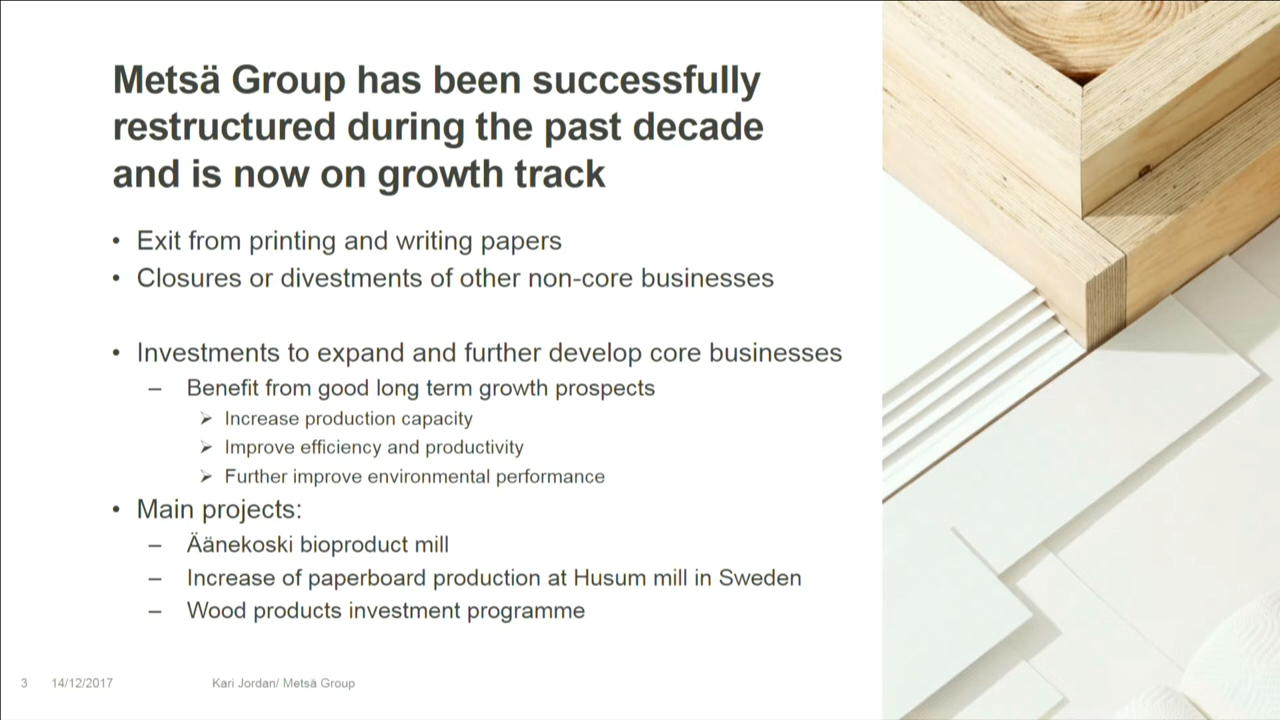 Metsä Group has been successfully
restructured during the past decade
and is now on growth track
• Exit from printing and writing papers
• Closures or divestments of other non-core businesses
• Investments to expand and further develop core businesses
– Benefit from good long term growth prospects
➢ Increase production capacity
➢ Improve efficiency and productivity
➢ Further improve environmental performance
• Main projects:
– Äänekoski bioproduct mill
– Increase of paperboard production at Husum mill in Sweden
– Wood products investment programme
3 14/12/2017 Kari Jordan/ Metsä Group